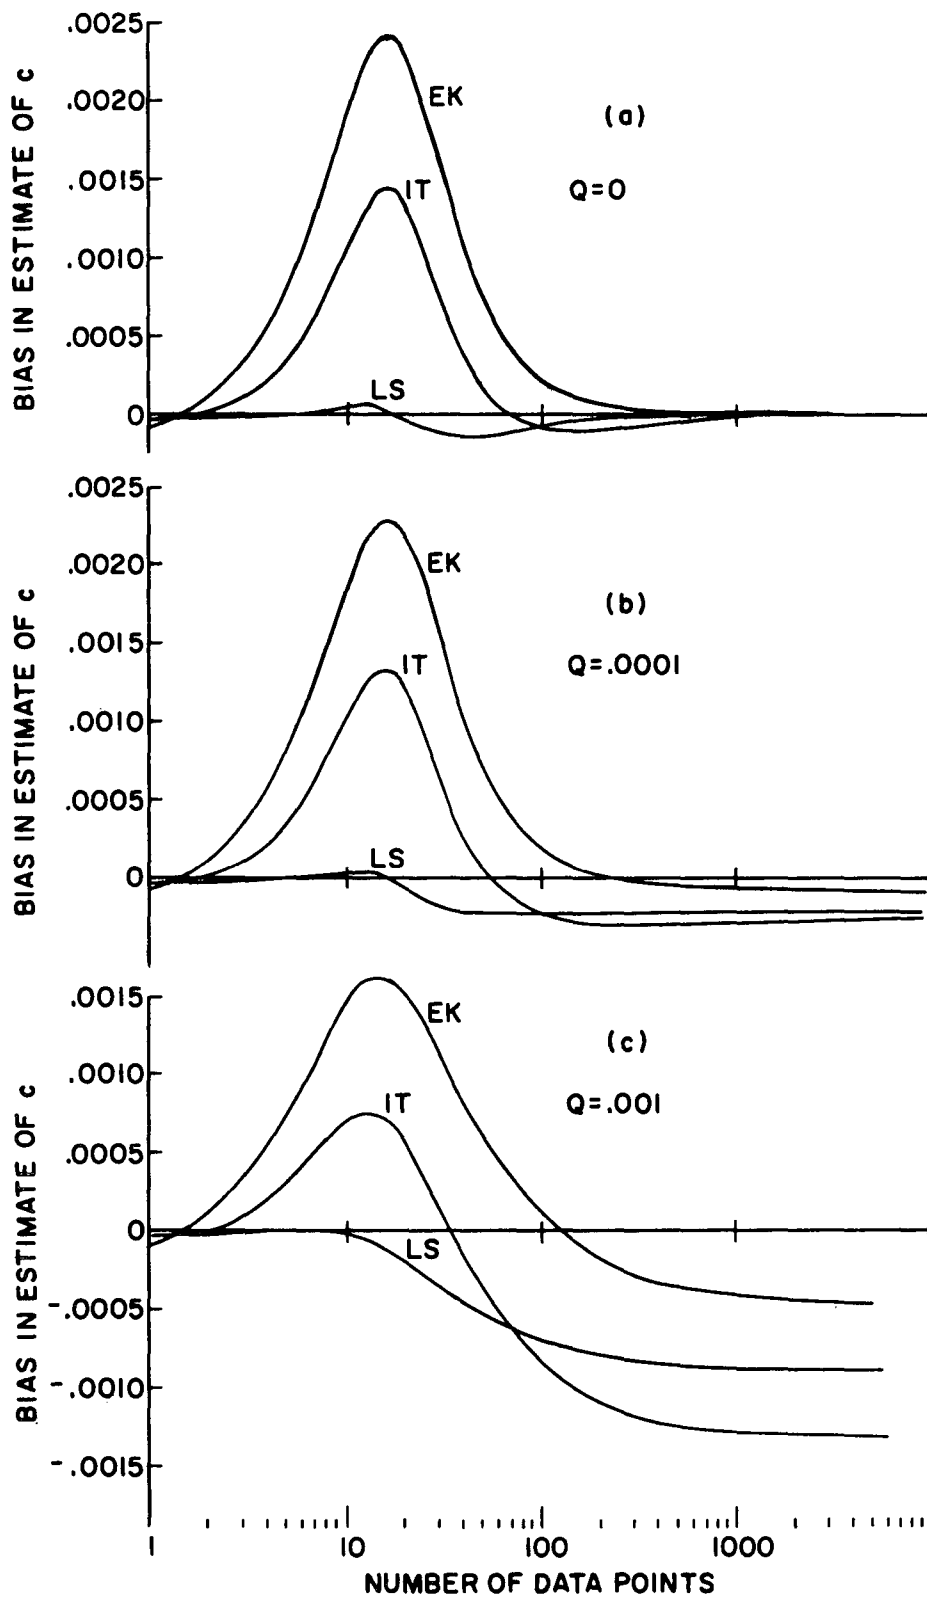 BIAS IN ESTIMATE OF c
.0025
.0020
.0015
.0010
.0005
0
EK
IT
LS
(a)
Q=0
BIAS IN ESTIMATE OF c
.0025
.0020
.0015
.0010
.0005
0
EK
IT
LS
(b)
Q=.0001
BIAS IN ESTIMATE OF c
.0015
.0010
.0005
0
-.0005
-.0010
-.0015
EK
IT
LS
(c)
Q=.001
1 10 100 1000
NUMBER OF DATA POINTS